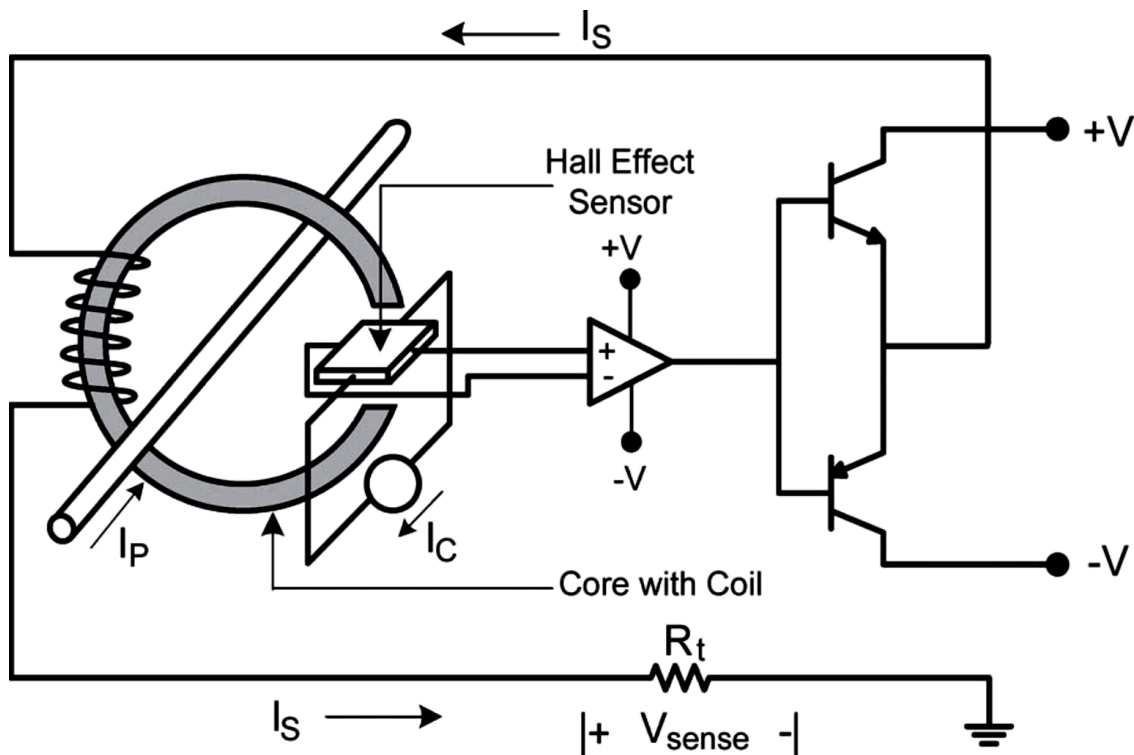 I_S
+V
Hall Effect
Sensor
+V
+
-
-V
I_P
I_C
-V
Core with Coil
R_t
I_S
|+ V_sense -|